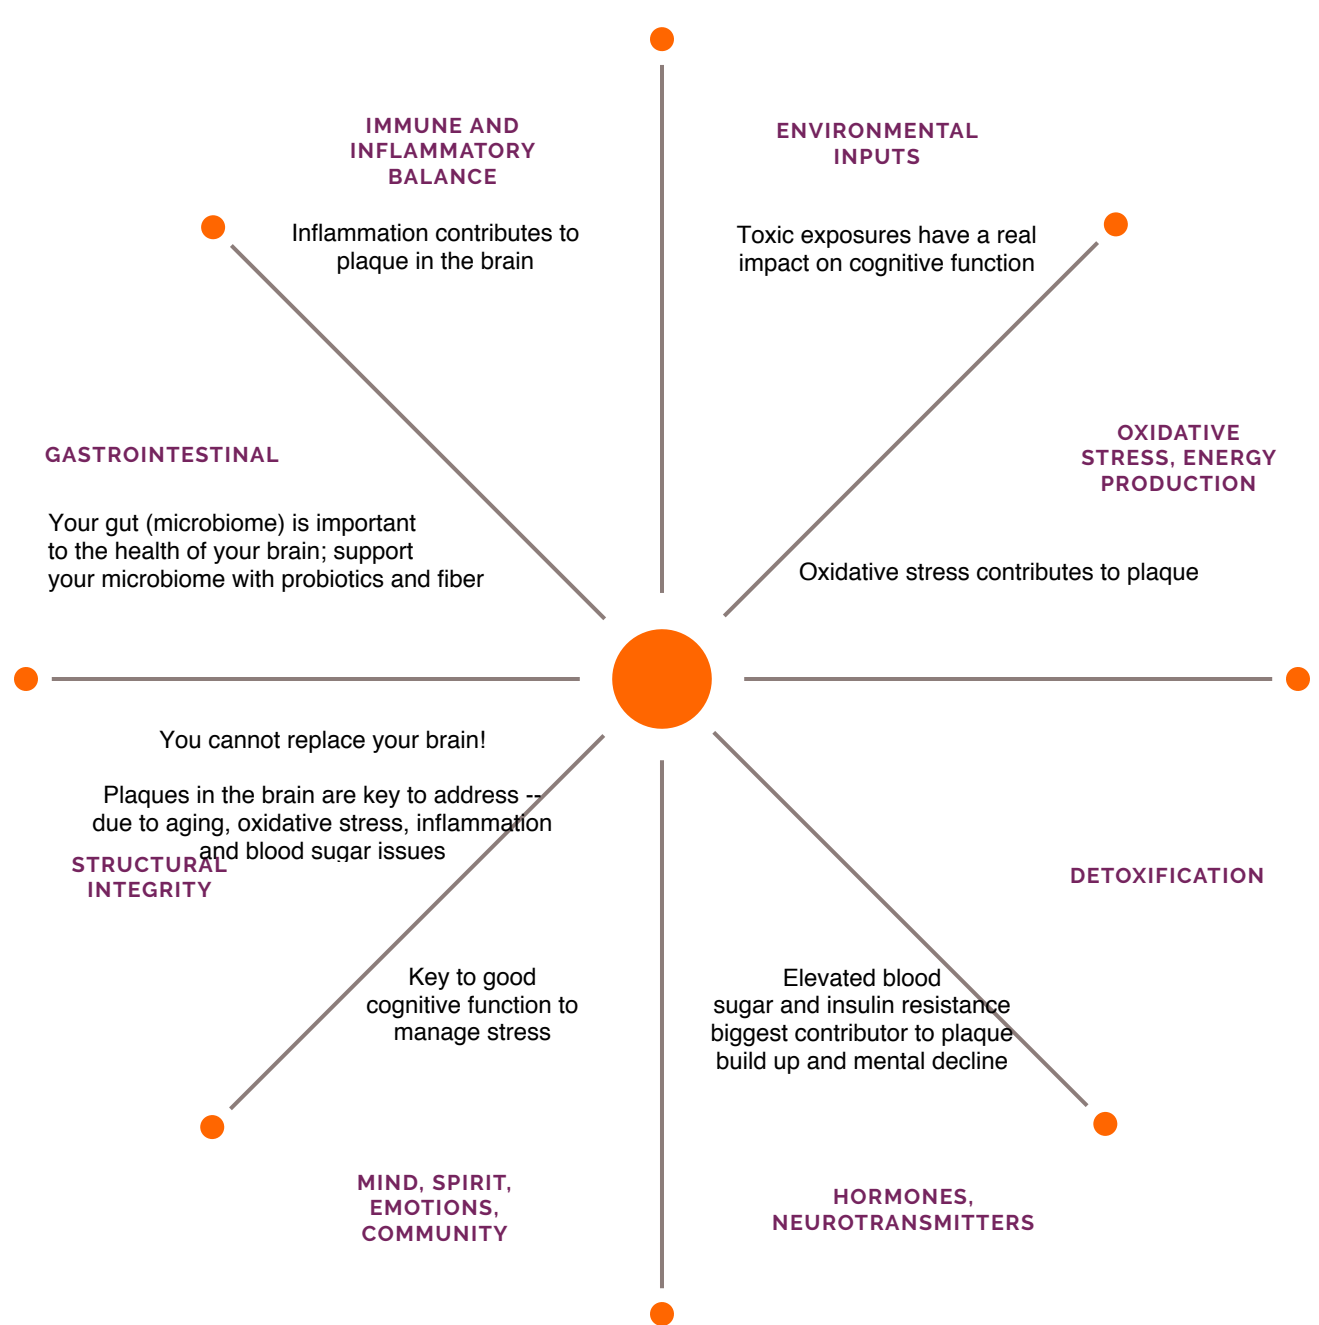 IMMUNE AND
INFLAMMATORY
BALANCE
Inflammation contributes to
plaque in the brain
ENVIRONMENTAL
INPUTS
Toxic exposures have a real
impact on cognitive function
GASTROINTESTINAL
Your gut (microbiome) is important
to the health of your brain; support
your microbiome with probiotics and fiber
OXIDATIVE
STRESS, ENERGY
PRODUCTION
Oxidative stress contributes to plaque
You cannot replace your brain!
Plaques in the brain are key to address --
due to aging, oxidative stress, inflammation
and blood sugar issues
STRUCTURAL
INTEGRITY
DETOXIFICATION
Key to good
cognitive function to
manage stress
MIND, SPIRIT,
EMOTIONS,
COMMUNITY
Elevated blood
sugar and insulin resistance
biggest contributor to plaque
build up and mental decline
HORMONES,
NEUROTRANSMITTERS